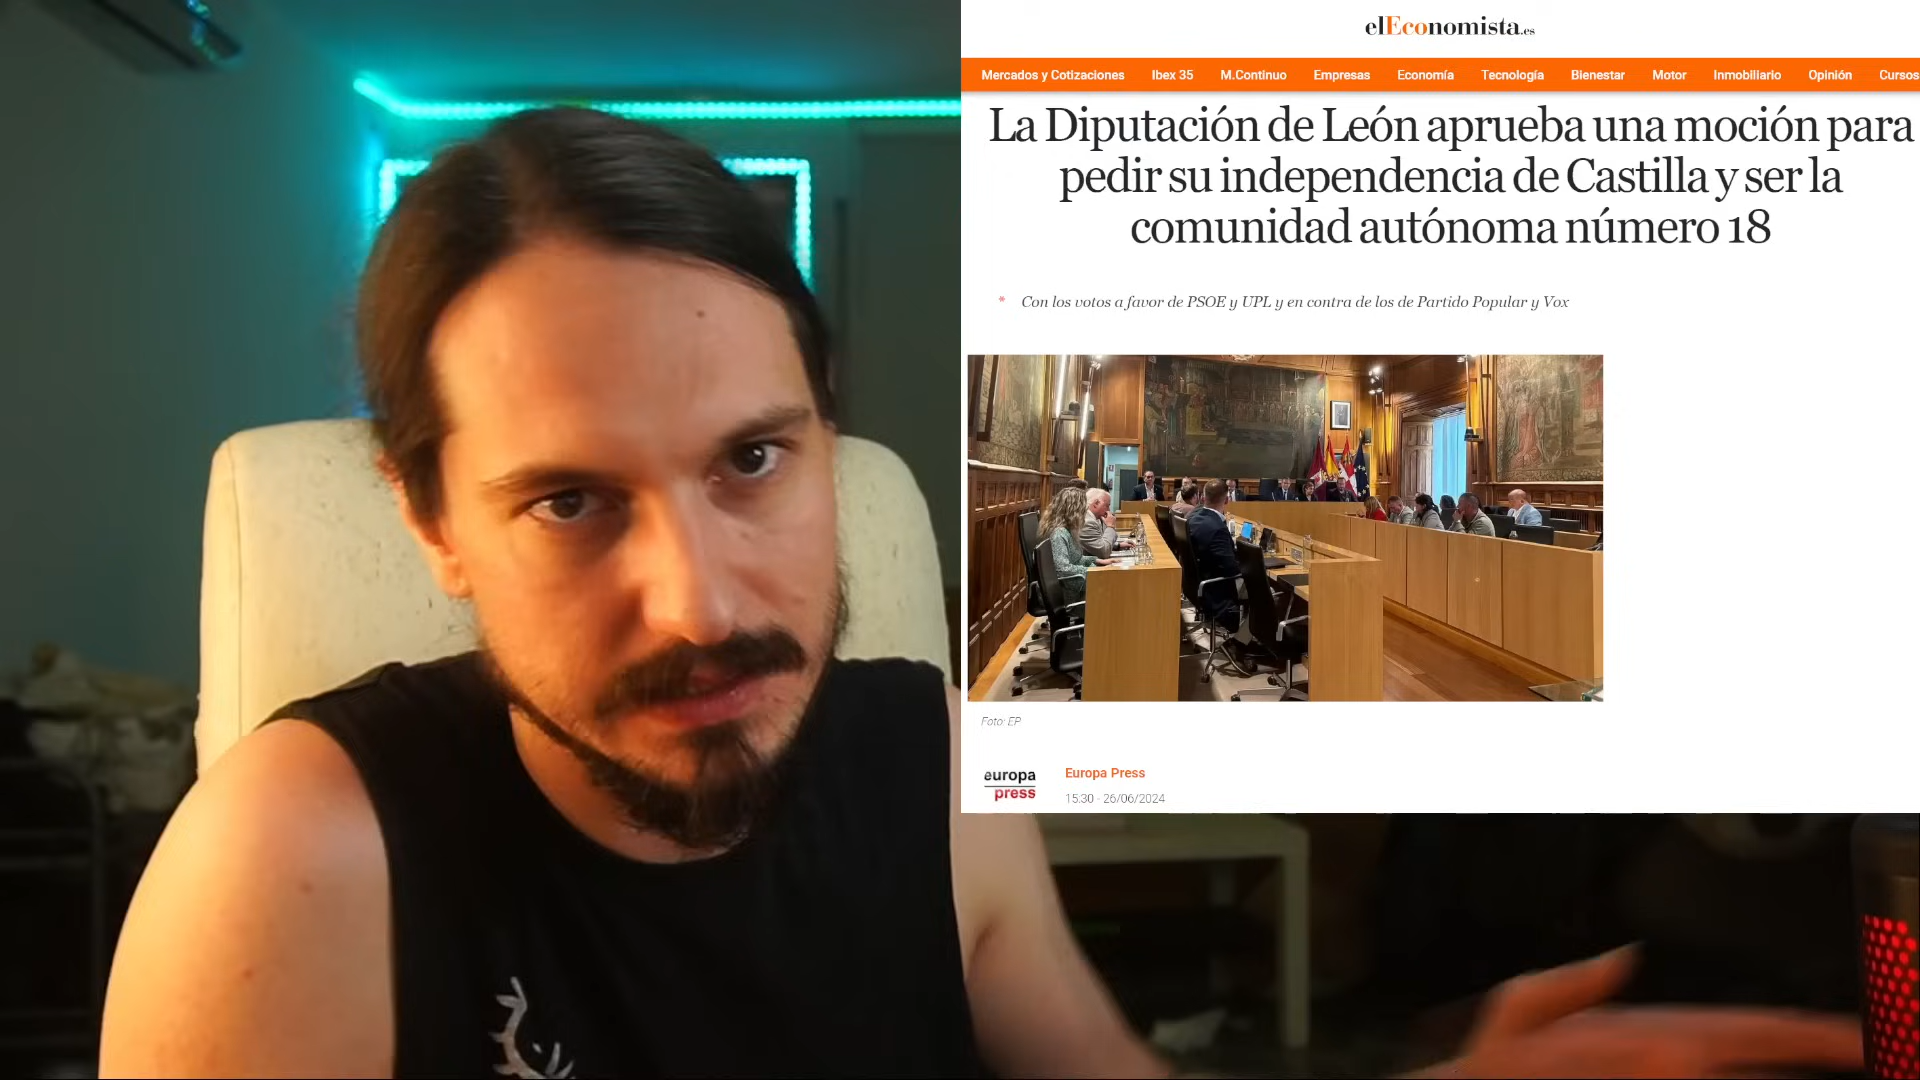 elEconomista.es
Mercados y Cotizaciones Ibex 35 M.Continuo Empresas Economía Tecnología Bienestar Motor Inmobiliario Opinión Cursos
La Diputación de León aprueba una moción para
pedir su independencia de Castilla y ser la
comunidad autónoma número 18
* Con los votos a favor de PSOE y UPL y en contra de los de Partido Popular y Vox
Foto: EP
europa
press
Europa Press
15:30 - 26/06/2024